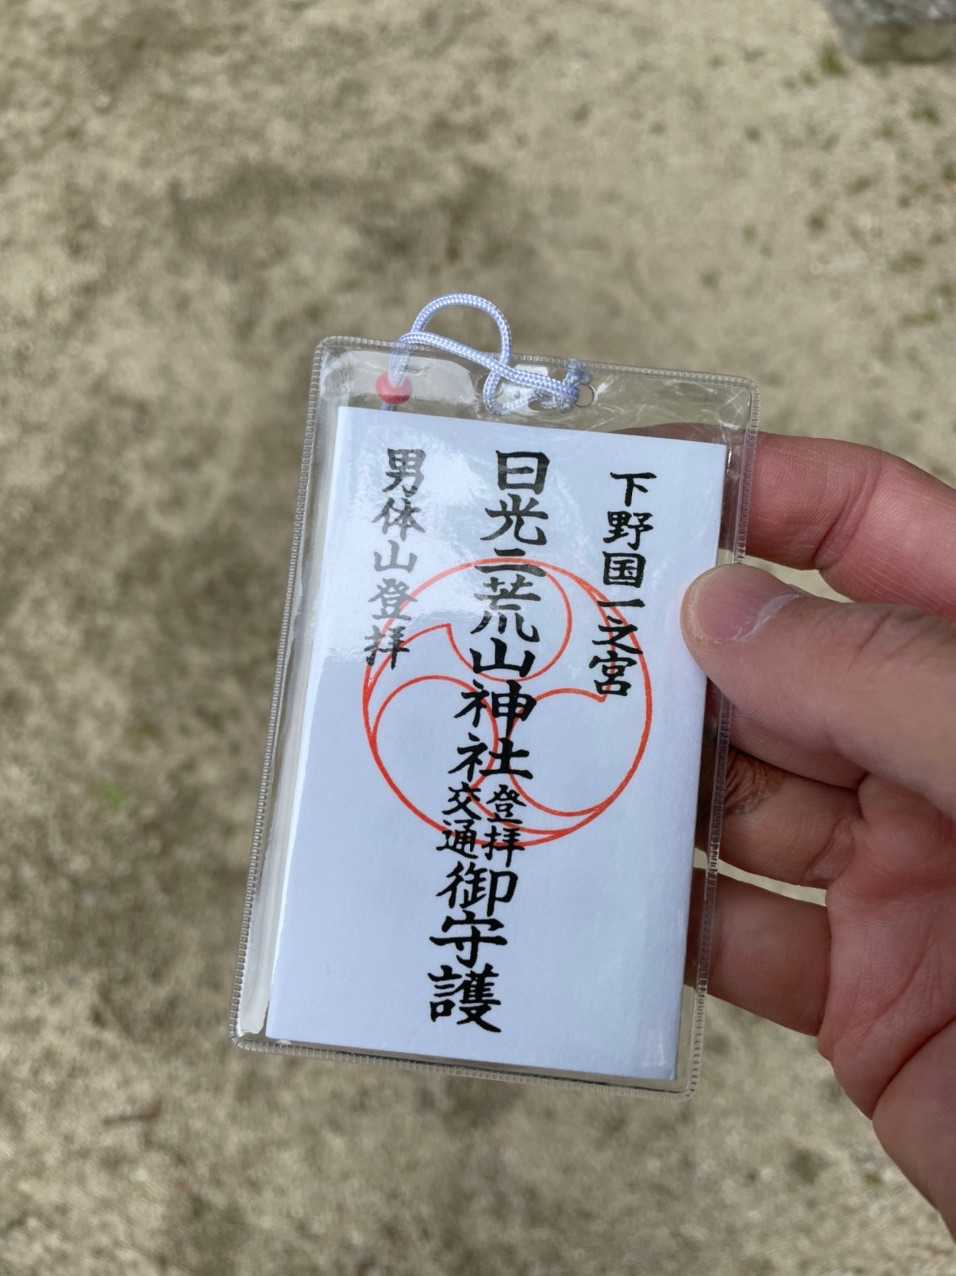 下野国一之宮
日光二荒山神社
登拝
交通
御守護
男体山登拝